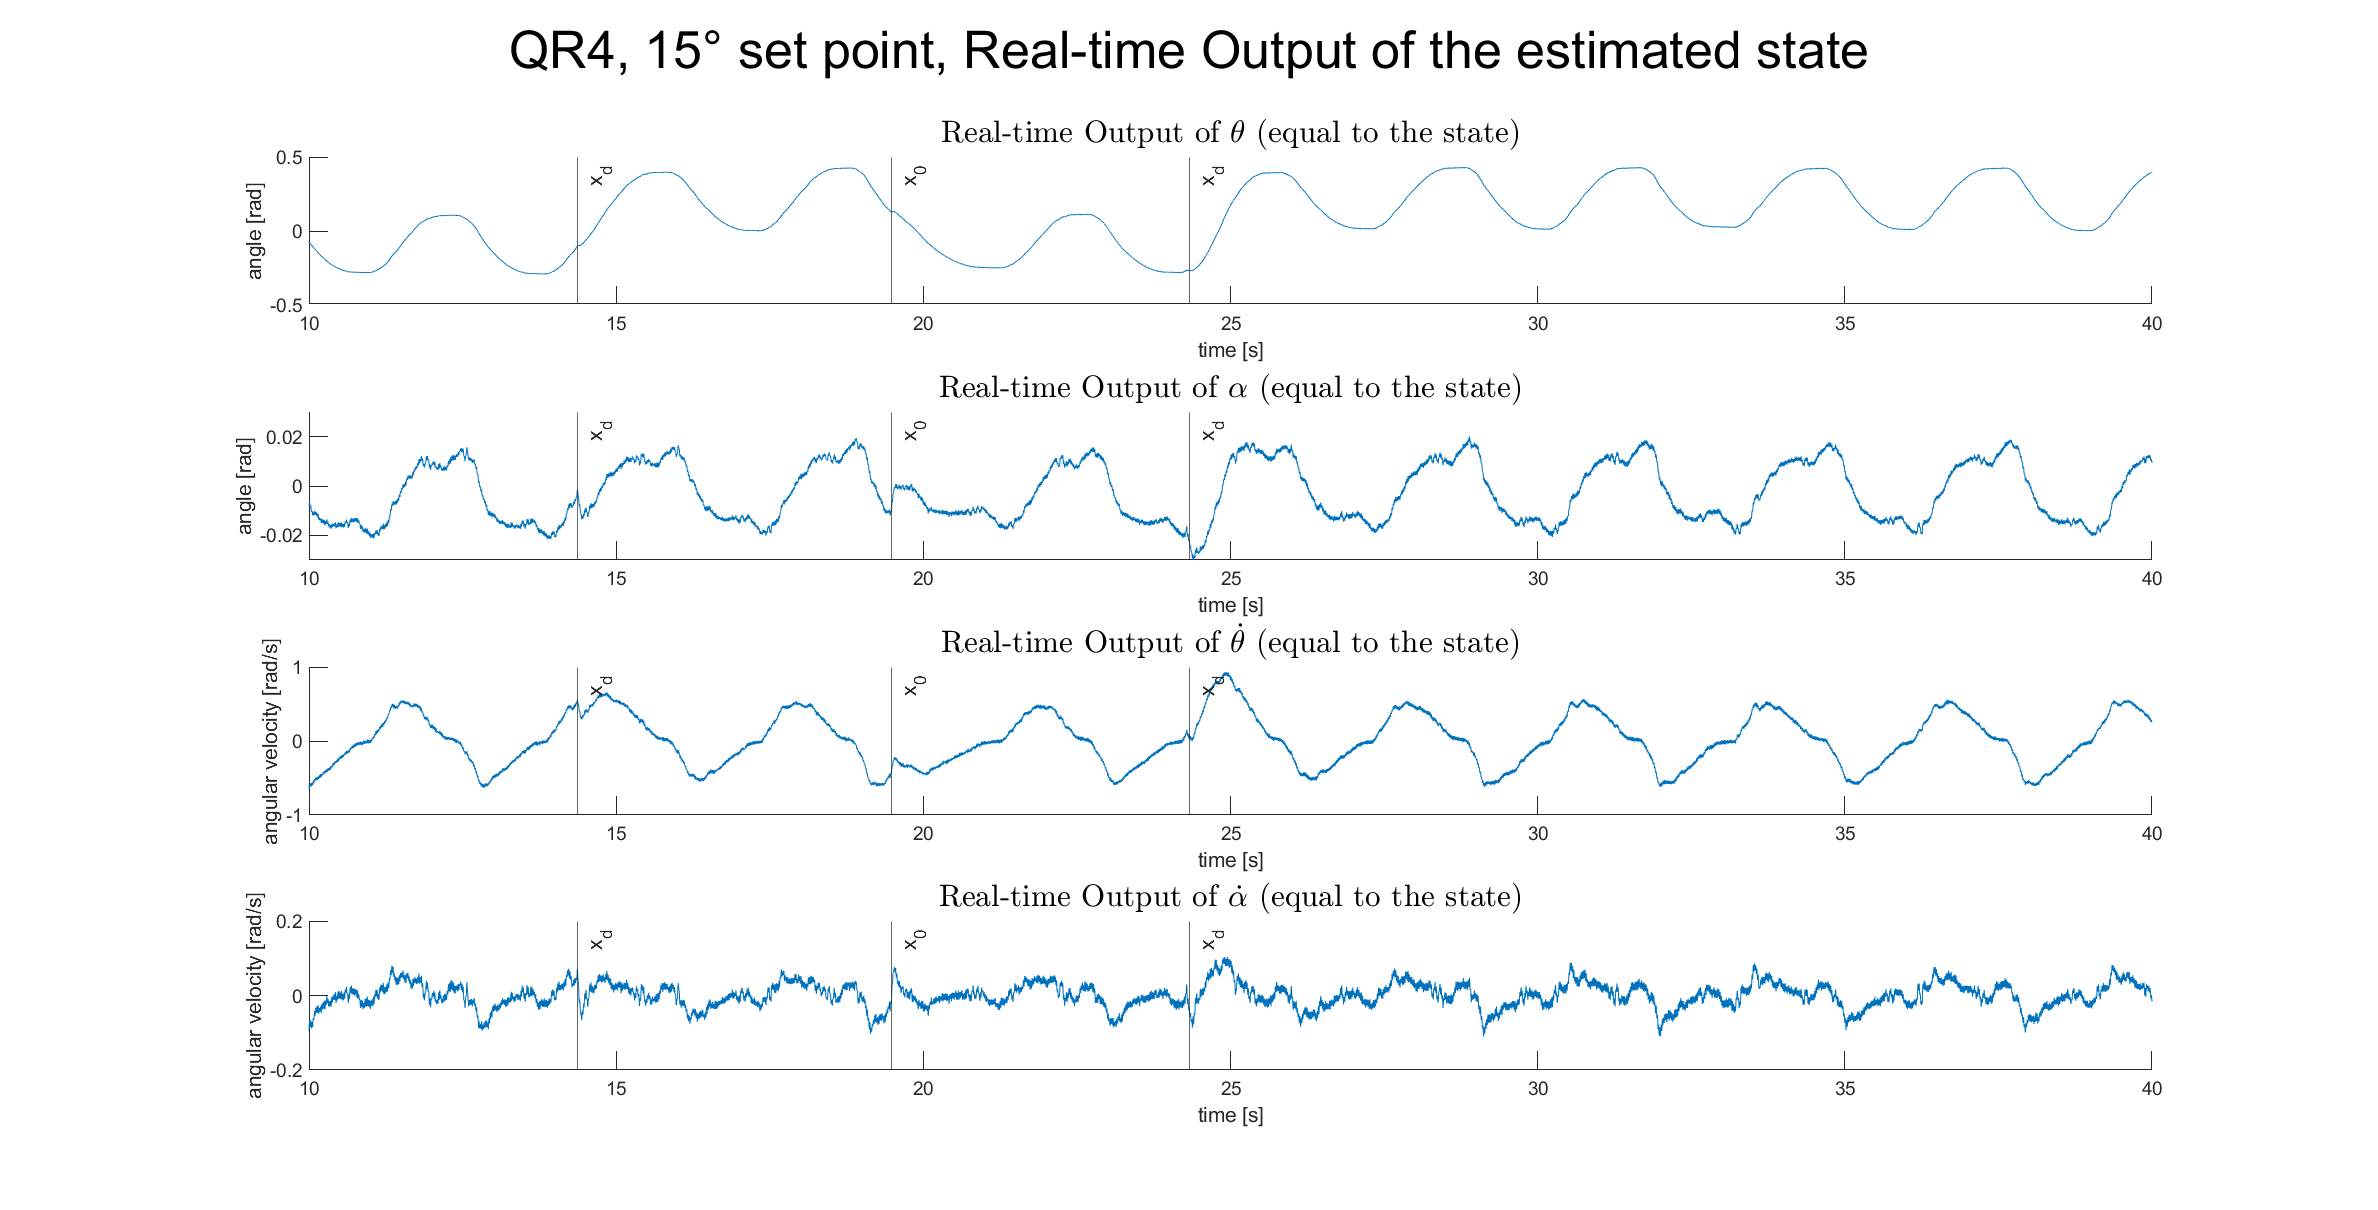 QR4, 15° set point, Real-time Output of the estimated state
Real-time Output of θ (equal to the state)
angle [rad]
0.5
0
-0.5
x_d
x_0
x_d
10 15 20 25 30 35 40
time [s]
Real-time Output of α (equal to the state)
angle [rad]
0.02
0
-0.02
x_d
x_0
x_d
10 15 20 25 30 35 40
time [s]
Real-time Output of θ̇ (equal to the state)
angular velocity [rad/s]
1
0
-1
x_d
x_0
x_d
10 15 20 25 30 35 40
time [s]
Real-time Output of α̇ (equal to the state)
angular velocity [rad/s]
0.2
0
-0.2
x_d
x_0
x_d
10 15 20 25 30 35 40
time [s]